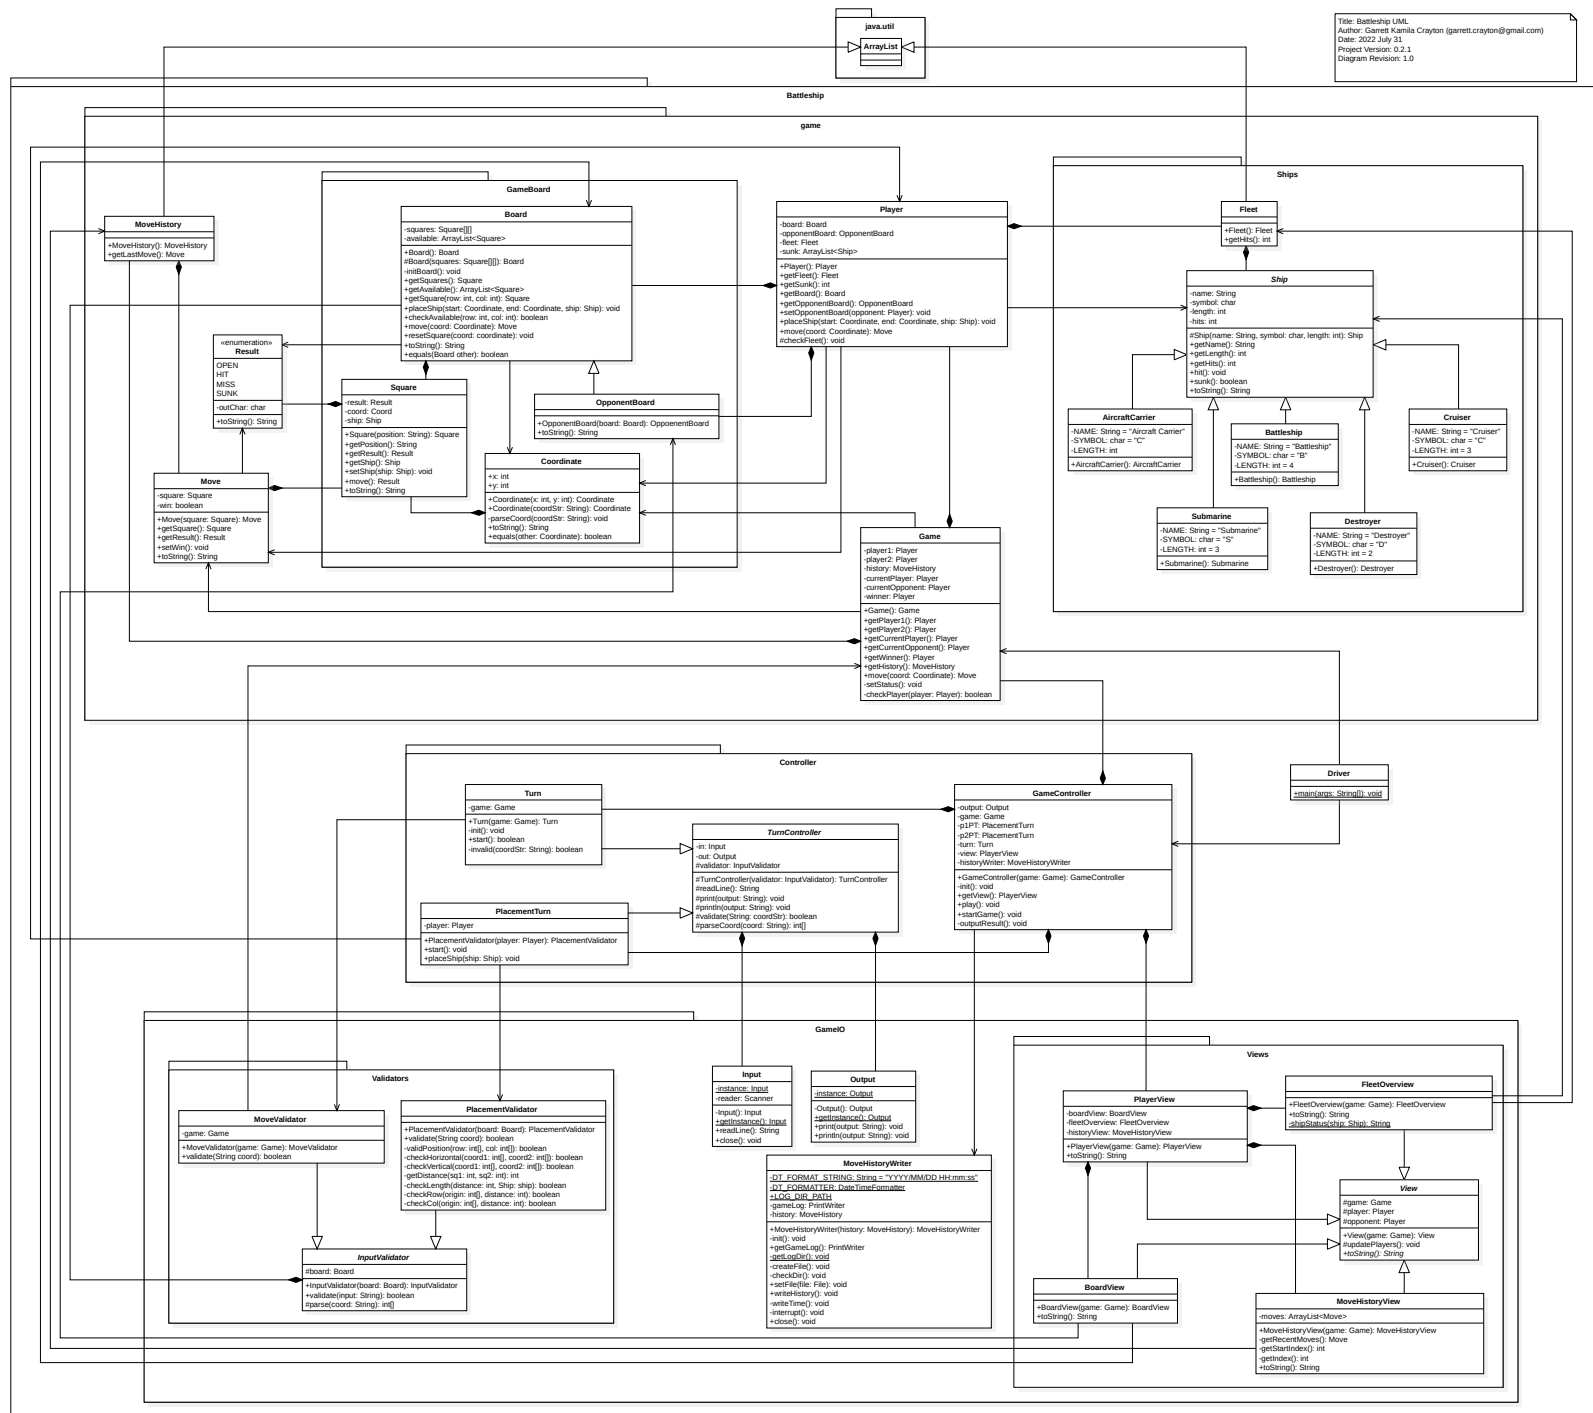 java.util
ArrayList
Title: Battleship UML
Author: Garrett Kamila Crayton (garrett.crayton@gmail.com)
Date: 2022 July 31
Project Version: 0.2.1
Diagram Revision: 1.0
Battleship
game
GameBoard
Ships
MoveHistory
+MoveHistory(): MoveHistory
+getLastMove(): Move
Board
-squares: Square[][]
-available: ArrayList<Square>
+Board(): Board
#Board(squares: Square[][]): Board
-initBoard(): void
+getSquares(): Square
+getAvailable(): ArrayList<Square>
+getSquare(row: int, col: int): Square
+placeShip(start: Coordinate, end: Coordinate, ship: Ship): void
+checkAvailable(row: int, col: int): boolean
+move(coord: Coordinate): Move
+resetSquare(coord: coordinate): void
+toString(): String
+equals(Board other): boolean
Player
-board: Board
-opponentBoard: OpponentBoard
-fleet: Fleet
-sunk: ArrayList<Ship>
+Player(): Player
+getFleet(): Fleet
+getSunk(): int
+getBoard(): Board
+getOpponentBoard(): OpponentBoard
+setOpponentBoard(opponent: Player): void
+placeShip(start: Coordinate, end: Coordinate, ship: Ship): void
+move(coord: Coordinate): Move
#checkFleet(): void
Fleet
+Fleet(): Fleet
+getHits(): int
Ship
-name: String
-symbol: char
-length: int
-hits: int
#Ship(name: String, symbol: char, length: int): Ship
+getName(): String
+getLength(): int
+getHits(): int
+hit(): void
+sunk(): boolean
+toString(): String
«enumeration»
Result
OPEN
HIT
MISS
SUNK
-outChar: char
+toString(): String
Square
-result: Result
-coord: Coord
-ship: Ship
+Square(position: String): Square
+getPosition(): String
+getResult(): Result
+getShip(): Ship
+setShip(ship: Ship): void
+move(): Result
+toString(): String
OpponentBoard
+OpponentBoard(board: Board): OppoenentBoard
+toString(): String
AircraftCarrier
-NAME: String = "Aircraft Carrier"
-SYMBOL: char = "C"
-LENGTH: int
+AircraftCarrier(): AircraftCarrier
Battleship
-NAME: String = "Battleship"
-SYMBOL: char = "B"
-LENGTH: int = 4
+Battleship(): Battleship
Cruiser
-NAME: String = "Cruiser"
-SYMBOL: char = "C"
-LENGTH: int = 3
+Cruiser(): Cruiser
Coordinate
+x: int
+y: int
+Coordinate(x: int, y: int): Coordinate
+Coordinate(coordStr: String): Coordinate
-parseCoord(coordStr: String): void
+toString(): String
+equals(other: Coordinate): boolean
Move
-square: Square
-win: boolean
+Move(square: Square): Move
+getSquare(): Square
+getResult(): Result
+setWin(): void
+toString(): String
Submarine
-NAME: String = "Submarine"
-SYMBOL: char = "S"
-LENGTH: int = 3
+Submarine(): Submarine
Destroyer
-NAME: String = "Destroyer"
-SYMBOL: char = "D"
-LENGTH: int = 2
+Destroyer(): Destroyer
Game
-player1: Player
-player2: Player
-history: MoveHistory
-currentPlayer: Player
-currentOpponent: Player
-winner: Player
+Game(): Game
+getPlayer1(): Player
+getPlayer2(): Player
+getCurrentPlayer(): Player
+getCurrentOpponent(): Player
+getWinner(): Player
+getHistory(): MoveHistory
+move(coord: Coordinate): Move
-setStatus(): void
-checkPlayer(player: Player): boolean
Controller
Turn
-game: Game
+Turn(game: Game): Turn
-init(): void
+start(): boolean
-invalid(coordStr: String): boolean
TurnController
-in: Input
-out: Output
#validator: InputValidator
#TurnController(validator: InputValidator): TurnController
#readLine(): String
#print(output: String): void
#println(output: String): void
#validate(String: coordStr): boolean
#parseCoord(coord: String): int[]
GameController
-output: Output
-game: Game
-p1PT: PlacementTurn
-p2PT: PlacementTurn
-turn: Turn
-view: PlayerView
-historyWriter: MoveHistoryWriter
+GameController(game: Game): GameController
-init(): void
+getView(): PlayerView
+play(): void
+startGame(): void
-outputResult(): void
Driver
+main(args: String[]): void
PlacementTurn
-player: Player
+PlacementValidator(player: Player): PlacementValidator
+start(): void
+placeShip(ship: Ship): void
GameIO
Validators
Views
MoveValidator
-game: Game
+MoveValidator(game: Game): MoveValidator
+validate(String coord): boolean
PlacementValidator
+PlacementValidator(board: Board): PlacementValidator
+validate(String coord): boolean
-validPosition(row: int[], col: int[]): boolean
-checkHorizontal(coord1: int[], coord2: int[]): boolean
-checkVertical(coord1: int[], coord2: int[]): boolean
-getDistance(sq1: int, sq2: int): int
-checkLength(distance: int, Ship: ship): boolean
-checkRow(origin: int[], distance: int): boolean
-checkCol(origin: int[], distance: int): boolean
Input
-instance: Input
-reader: Scanner
-Input(): Input
+getInstance(): Input
+readLine(): String
+close(): void
Output
-instance: Output
-Output(): Output
+getInstance(): Output
+print(output: String): void
+println(output: String): void
PlayerView
-boardView: BoardView
-fleetOverview: FleetOverview
-historyView: MoveHistoryView
+PlayerView(game: Game): PlayerView
+toString(): String
FleetOverview
+FleetOverview(game: Game): FleetOverview
+toString(): String
-shipStatus(ship: Ship): String
MoveHistoryWriter
-DT_FORMAT_STRING: String = "YYYY/MM/DD HH:mm:ss"
-DT_FORMATTER: DateTimeFormatter
+LOG_DIR_PATH
-gameLog: PrintWriter
-history: MoveHistory
+MoveHistoryWriter(history: MoveHistory): MoveHistoryWriter
-init(): void
+getGameLog(): PrintWriter
-getLogDir(): void
-createFile(): void
-checkDir(): void
+setFile(file: File): void
+writeHistory(): void
-writeTime(): void
-interrupt(): void
+close(): void
View
#game: Game
#player: Player
#opponent: Player
+View(game: Game): View
#updatePlayers(): void
+toString(): String
InputValidator
#board: Board
+InputValidator(board: Board): InputValidator
+validate(input: String): boolean
#parse(coord: String): int[]
BoardView
+BoardView(game: Game): BoardView
+toString(): String
MoveHistoryView
-moves: ArrayList<Move>
+MoveHistoryView(game: Game): MoveHistoryView
-getRecentMoves(): Move
-getStartIndex(): int
-getIndex(): int
+toString(): String